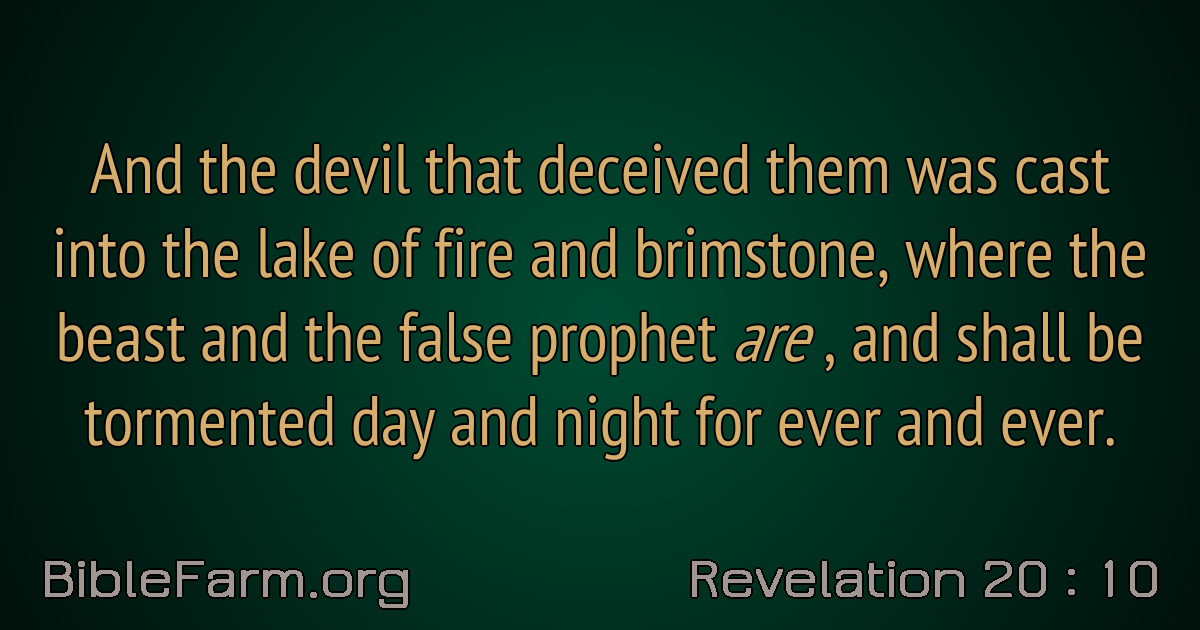 And the devil that deceived them was cast
into the lake of fire and brimstone, where the
beast and the false prophet are , and shall be
tormented day and night for ever and ever.
BibleFarm.org
Revelation 20 : 10